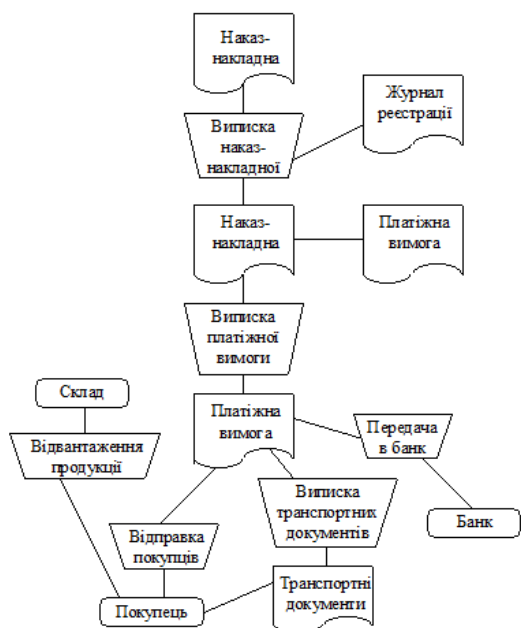 Наказ-
накладна
Журнал
реєстрації
Виписка
наказ-
накладної
Наказ-
накладна
Платіжна
вимога
Виписка
платіжної
вимоги
Склад
Платіжна
вимога
Передача
в банк
Відвантаження
продукції
Виписка
транспортних
документів
Банк
Відправка
покупців
Покупець
Транспортні
документи